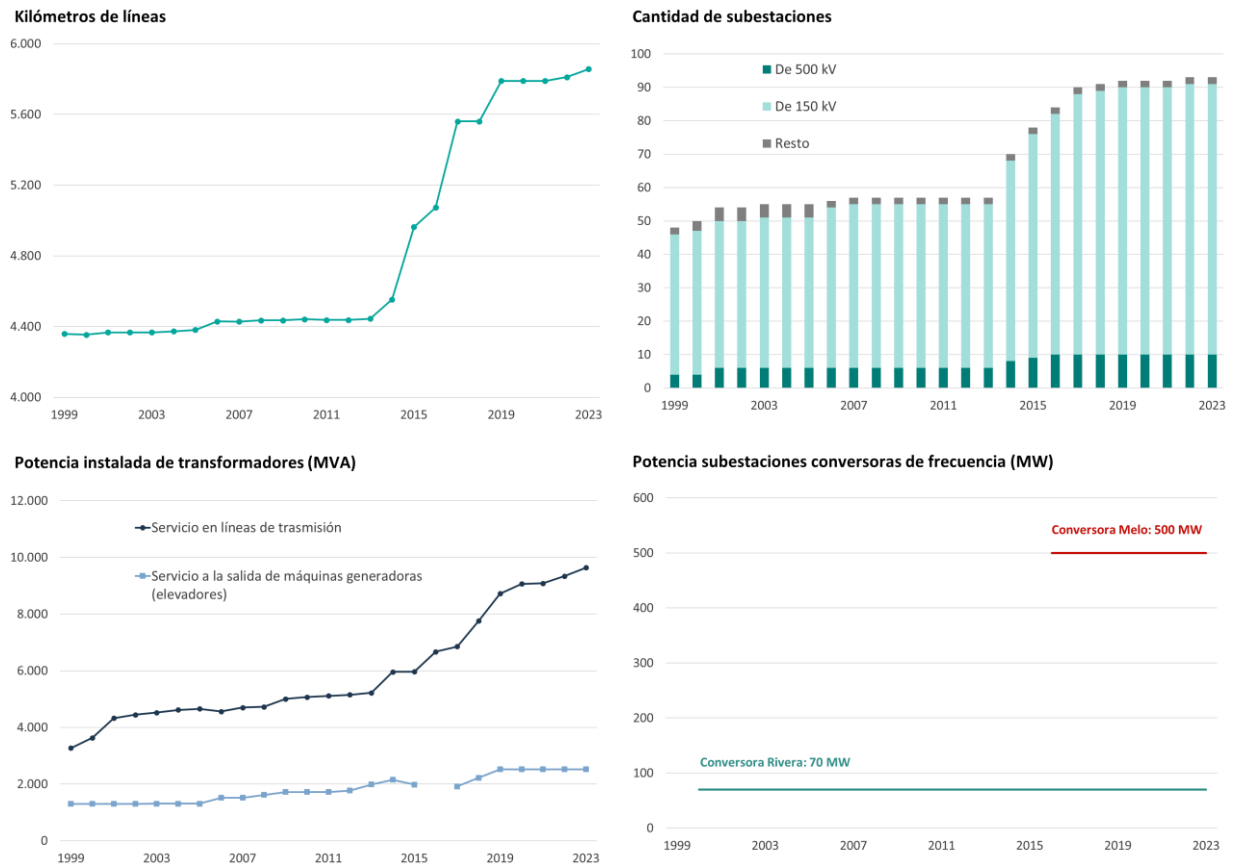 Kilómetros de líneas
6.000
5.600
5.200
4.800
4.400
4.000
1999 2003 2007 2011 2015 2019 2023
Cantidad de subestaciones
100
90
80
70
60
50
40
30
20
10
0
De 500 kV
De 150 kV
Resto
1999 2003 2007 2011 2015 2019 2023
Potencia instalada de transformadores (MVA)
12.000
10.000
8.000
6.000
4.000
2.000
0
Servicio en líneas de trasmisión
Servicio a la salida de máquinas generadoras
(elevadores)
1999 2003 2007 2011 2015 2019 2023
Potencia subestaciones conversoras de frecuencia (MW)
600
500
400
300
200
100
0
Conversora Melo: 500 MW
Conversora Rivera: 70 MW
1999 2003 2007 2011 2015 2019 2023